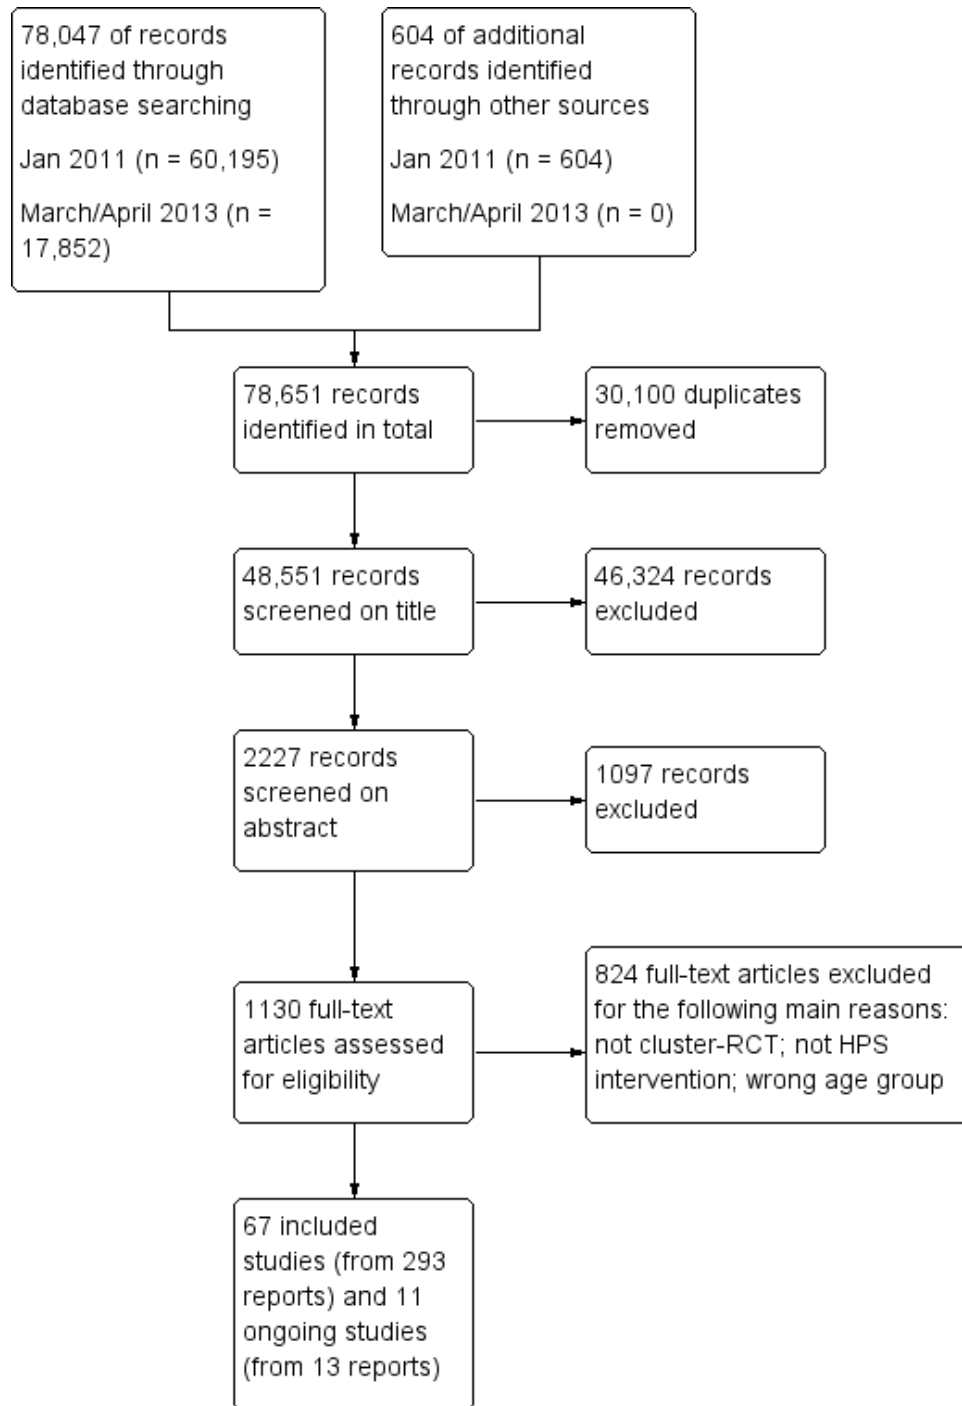 78,047 of records
identified through
database searching
Jan 2011 (n = 60,195)
March/April 2013 (n =
17,852)
604 of additional
records identified
through other sources
Jan 2011 (n = 604)
March/April 2013 (n = 0)
78,651 records
identified in total
30,100 duplicates
removed
48,551 records
screened on title
46,324 records
excluded
2227 records
screened on
abstract
1097 records
excluded
1130 full-text
articles assessed
for eligibility
824 full-text articles excluded
for the following main reasons:
not cluster-RCT; not HPS
intervention; wrong age group
67 included
studies (from 293
reports) and 11
ongoing studies
(from 13 reports)